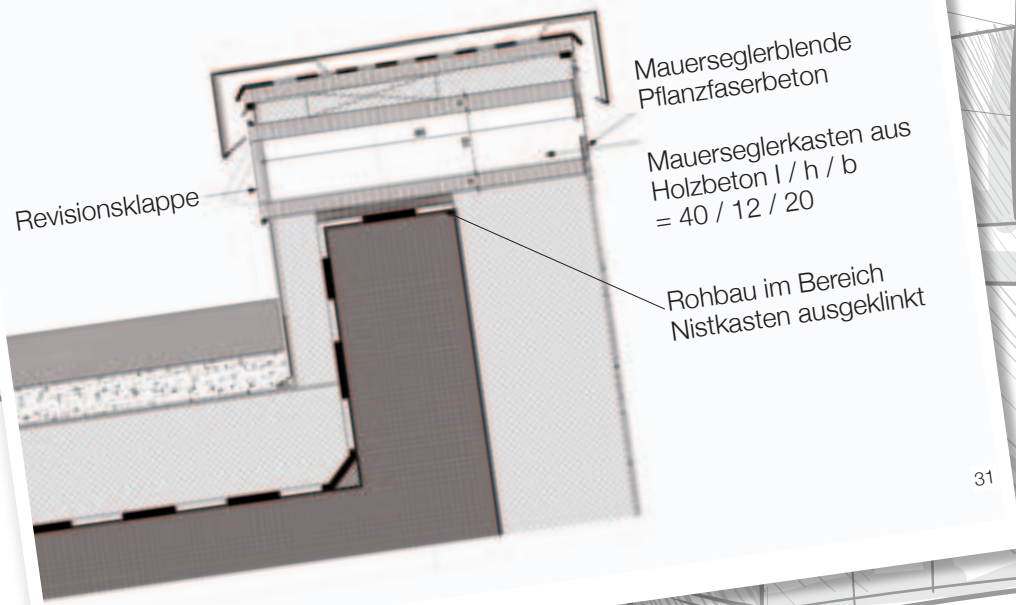 Mauerseglerblende
Pflanzfaserbeton
Mauerseglerkasten aus
Holzbeton l / h / b
= 40 / 12 / 20
Revisionsklappe
Rohbau im Bereich
Nistkasten ausgeklinkt
31